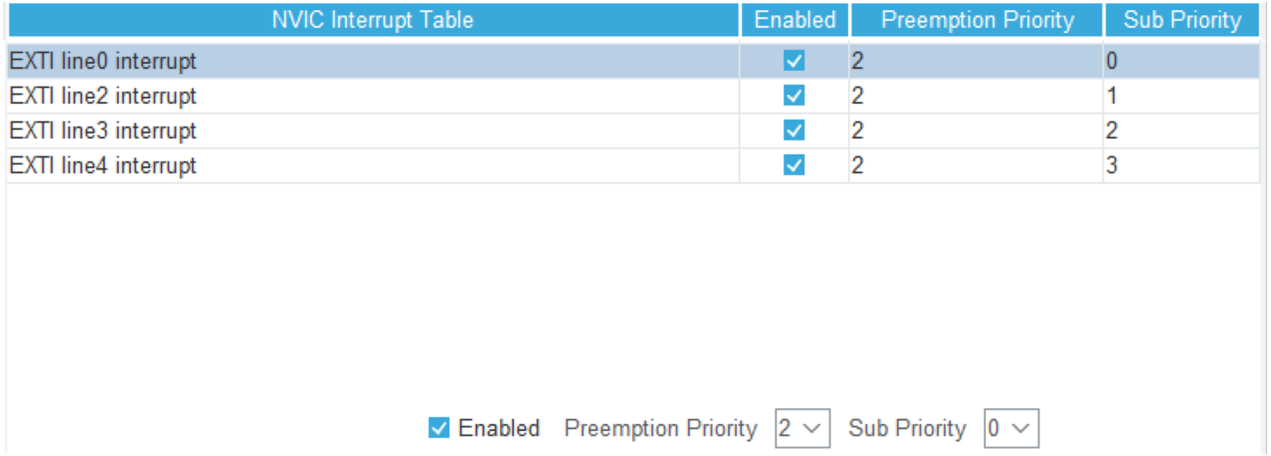 NVIC Interrupt Table Enabled Preemption Priority Sub Priority
EXTI line0 interrupt 2 0
EXTI line2 interrupt 2 1
EXTI line3 interrupt 2 2
EXTI line4 interrupt 2 3
Enabled Preemption Priority 2 Sub Priority 0